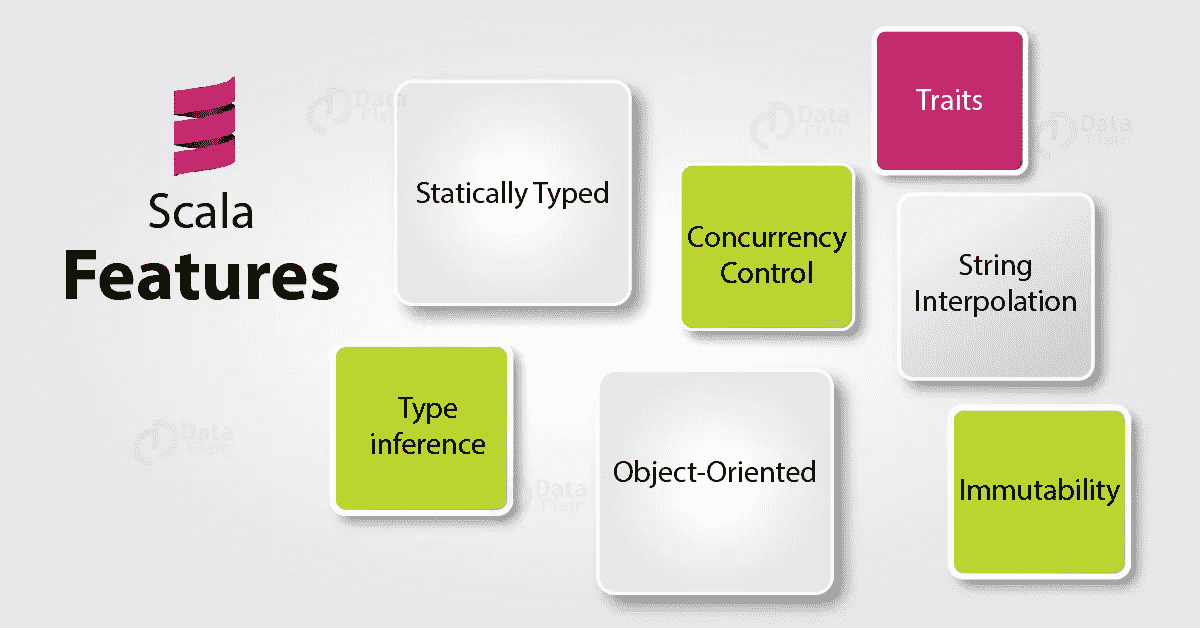 Scala
Features
Statically Typed
Concurrency
Control
Traits
String
Interpolation
Type
inference
Object-Oriented
Immutability
Data
Flair
Data
Flair
Data
Flair
Data
Flair
Data
Flair